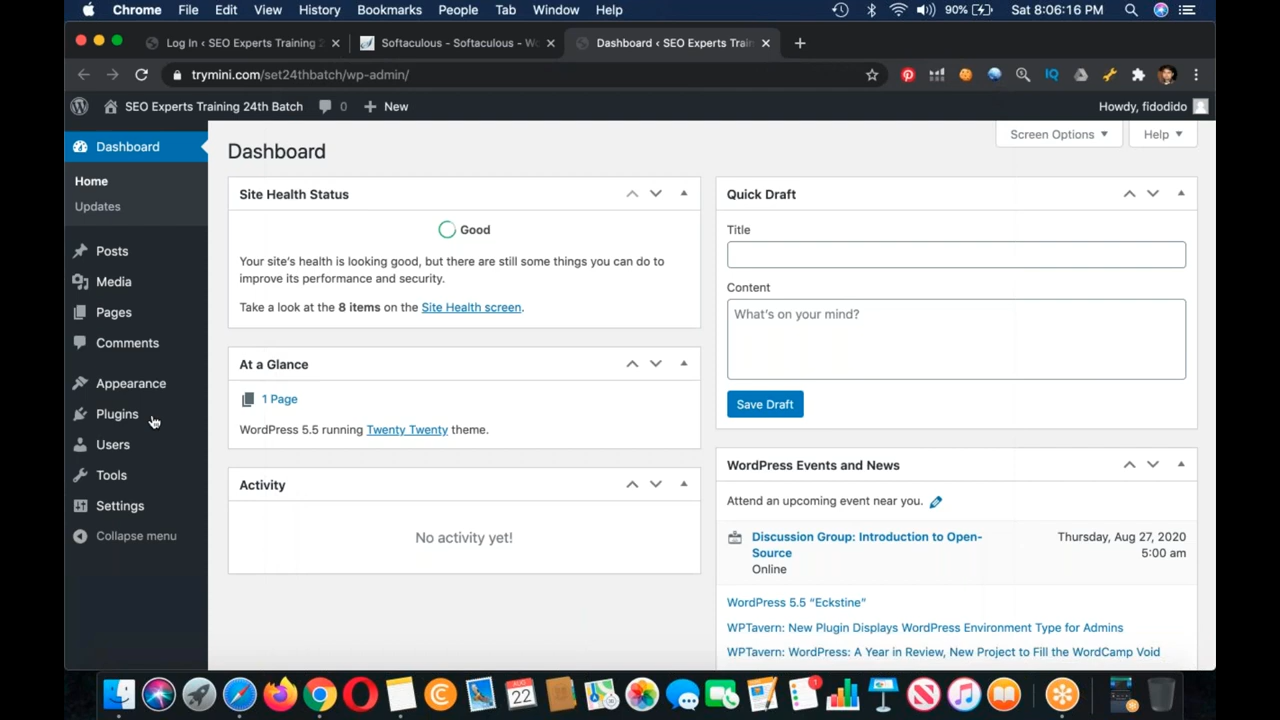 Chrome File Edit View History Bookmarks People Tab Window Help 90% Sat 8:06:16 PM
Log In ‹ SEO Experts Training 2
Softaculous - Softaculous - Wo
Dashboard ‹ SEO Experts Train
trymini.com/set24thbatch/wp-admin/
IQ
SEO Experts Training 24th Batch 0 New Howdy, fidodido
Dashboard
Home
Updates
Posts
Media
Pages
Comments
Appearance
Plugins
Users
Tools
Settings
Collapse menu
Screen Options
Help
Dashboard
Site Health Status
Good
Your site's health is looking good, but there are still some things you can do to
improve its performance and security.
Take a look at the 8 items on the Site Health screen.
At a Glance
1 Page
WordPress 5.5 running Twenty Twenty theme.
Activity
No activity yet!
Quick Draft
Title
Content
What's on your mind?
Save Draft
WordPress Events and News
Attend an upcoming event near you.
Discussion Group: Introduction to Open-
Source
Online
Thursday, Aug 27, 2020
5:00 am
WordPress 5.5 “Eckstine”
WPTavern: New Plugin Displays WordPress Environment Type for Admins
WPTavern: WordPress: A Year in Review, New Project to Fill the WordCamp Void
AUG
22
1